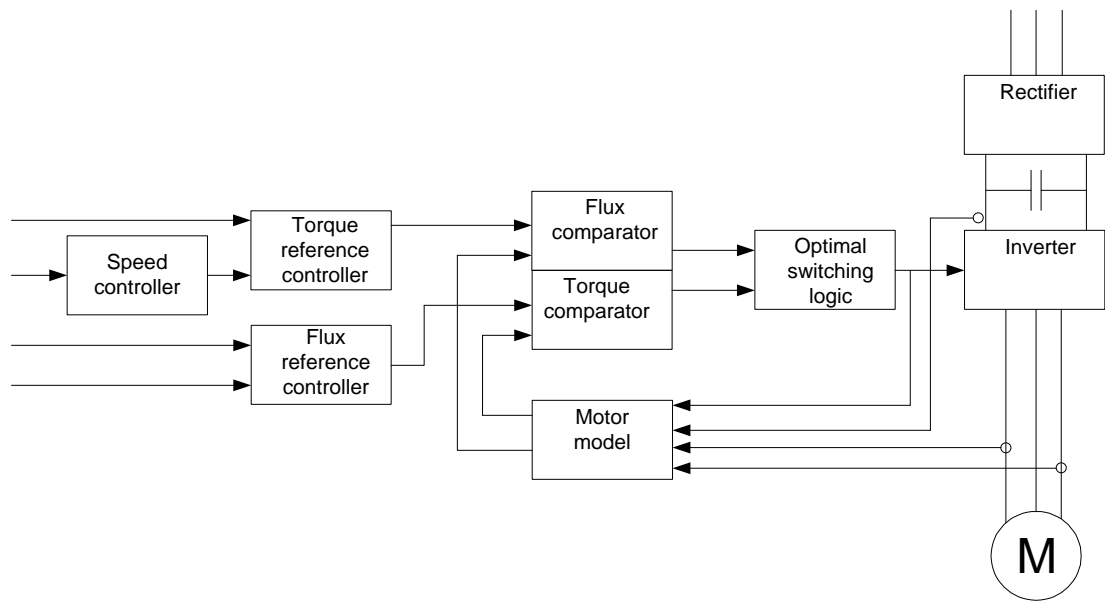 Rectifier
Torque
reference
controller
Flux
comparator
Speed
controller
Optimal
switching
logic
Inverter
Torque
comparator
Flux
reference
controller
Motor
model
M